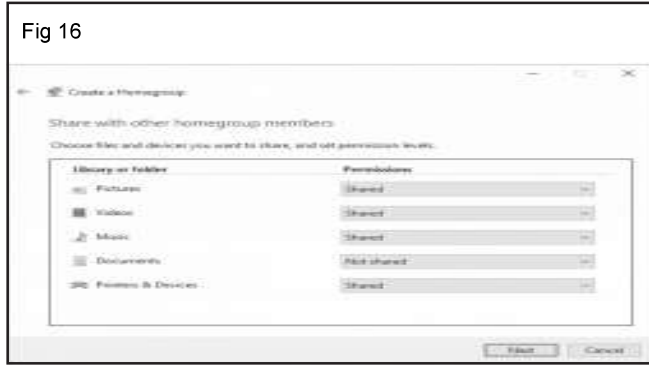 Fig 16
Create a Homegroup
Share with other homegroup members
Choose files and devices you want to share, and set permission levels.
Library or folder Permissions
Pictures Shared
Videos Shared
Music Shared
Documents Not shared
Printers & Devices Shared
Next Cancel